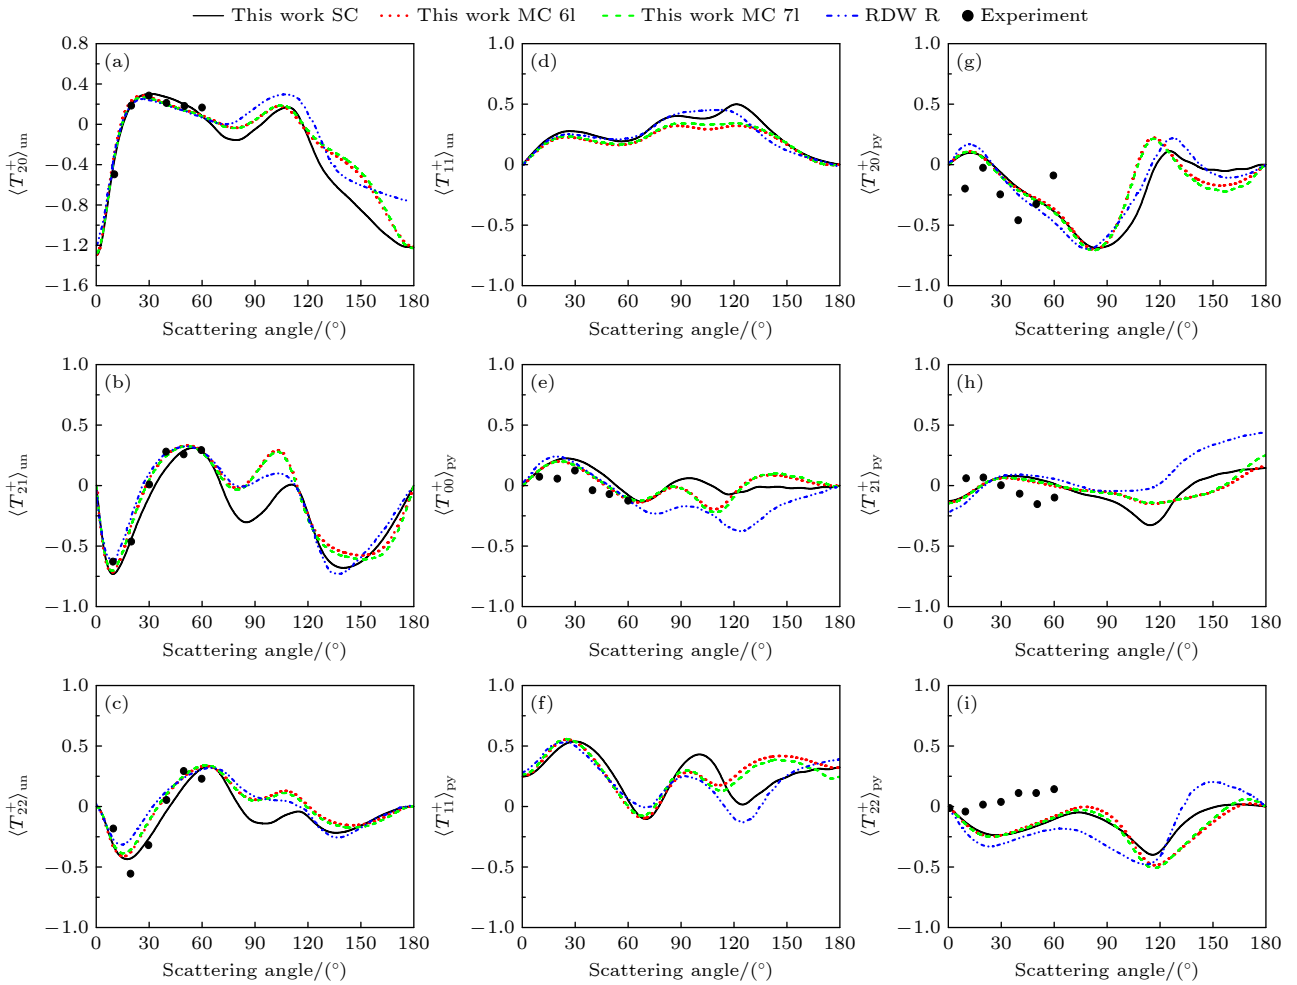 This work SC This work MC 6l This work MC 7l RDW R Experiment
(a)
0.8
0.4
0
−0.4
−0.8
−1.2
−1.6
⟨T₂₀⁺⟩un
0 30 60 90 120 150 180
Scattering angle/(°)
(d)
1.0
0.5
0
−0.5
−1.0
⟨T₁₁⁺⟩un
0 30 60 90 120 150 180
Scattering angle/(°)
(g)
1.0
0.5
0
−0.5
−1.0
⟨T₂₀⁺⟩py
0 30 60 90 120 150 180
Scattering angle/(°)
(b)
1.0
0.5
0
−0.5
−1.0
⟨T₂₁⁺⟩un
0 30 60 90 120 150 180
Scattering angle/(°)
(e)
1.0
0.5
0
−0.5
−1.0
⟨T₀₀⁺⟩py
0 30 60 90 120 150 180
Scattering angle/(°)
(h)
1.0
0.5
0
−0.5
−1.0
⟨T₂₁⁺⟩py
0 30 60 90 120 150 180
Scattering angle/(°)
(c)
1.0
0.5
0
−0.5
−1.0
⟨T₂₂⁺⟩un
0 30 60 90 120 150 180
Scattering angle/(°)
(f)
1.0
0.5
0
−0.5
−1.0
⟨T₁₁⁺⟩py
0 30 60 90 120 150 180
Scattering angle/(°)
(i)
1.0
0.5
0
−0.5
−1.0
⟨T₂₂⁺⟩py
0 30 60 90 120 150 180
Scattering angle/(°)